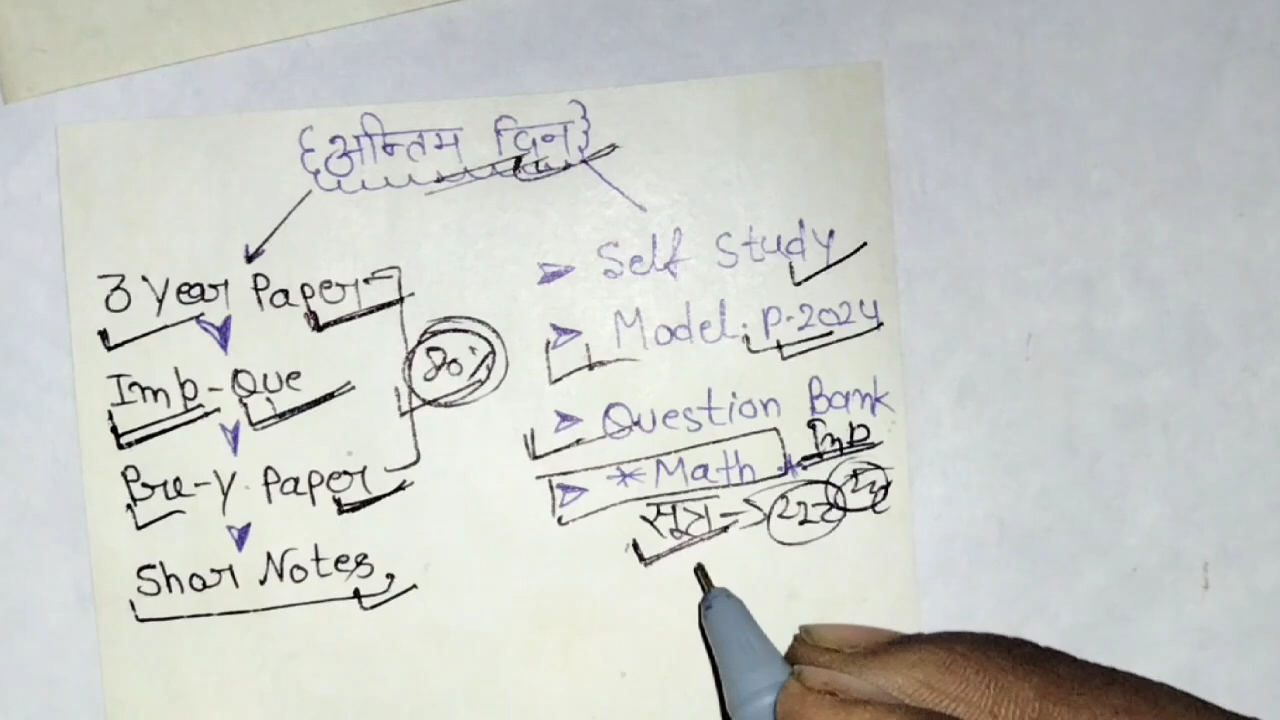 {अन्तिम दिन}
3 Year Paper-
Imp-Que
80%
Pre-Y. Paper
Shor Notes,
➤ Self Study
➤ Model. P-2024
➤ Question Bank
➤ *Math * Imp
सूत्र->